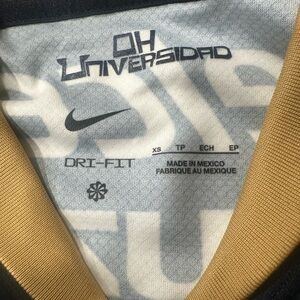 OH
UNIVERSIDAD
DRI-FIT
XS TP ECH EP
MADE IN MEXICO
FABRIQUÉ AU MEXIQUE